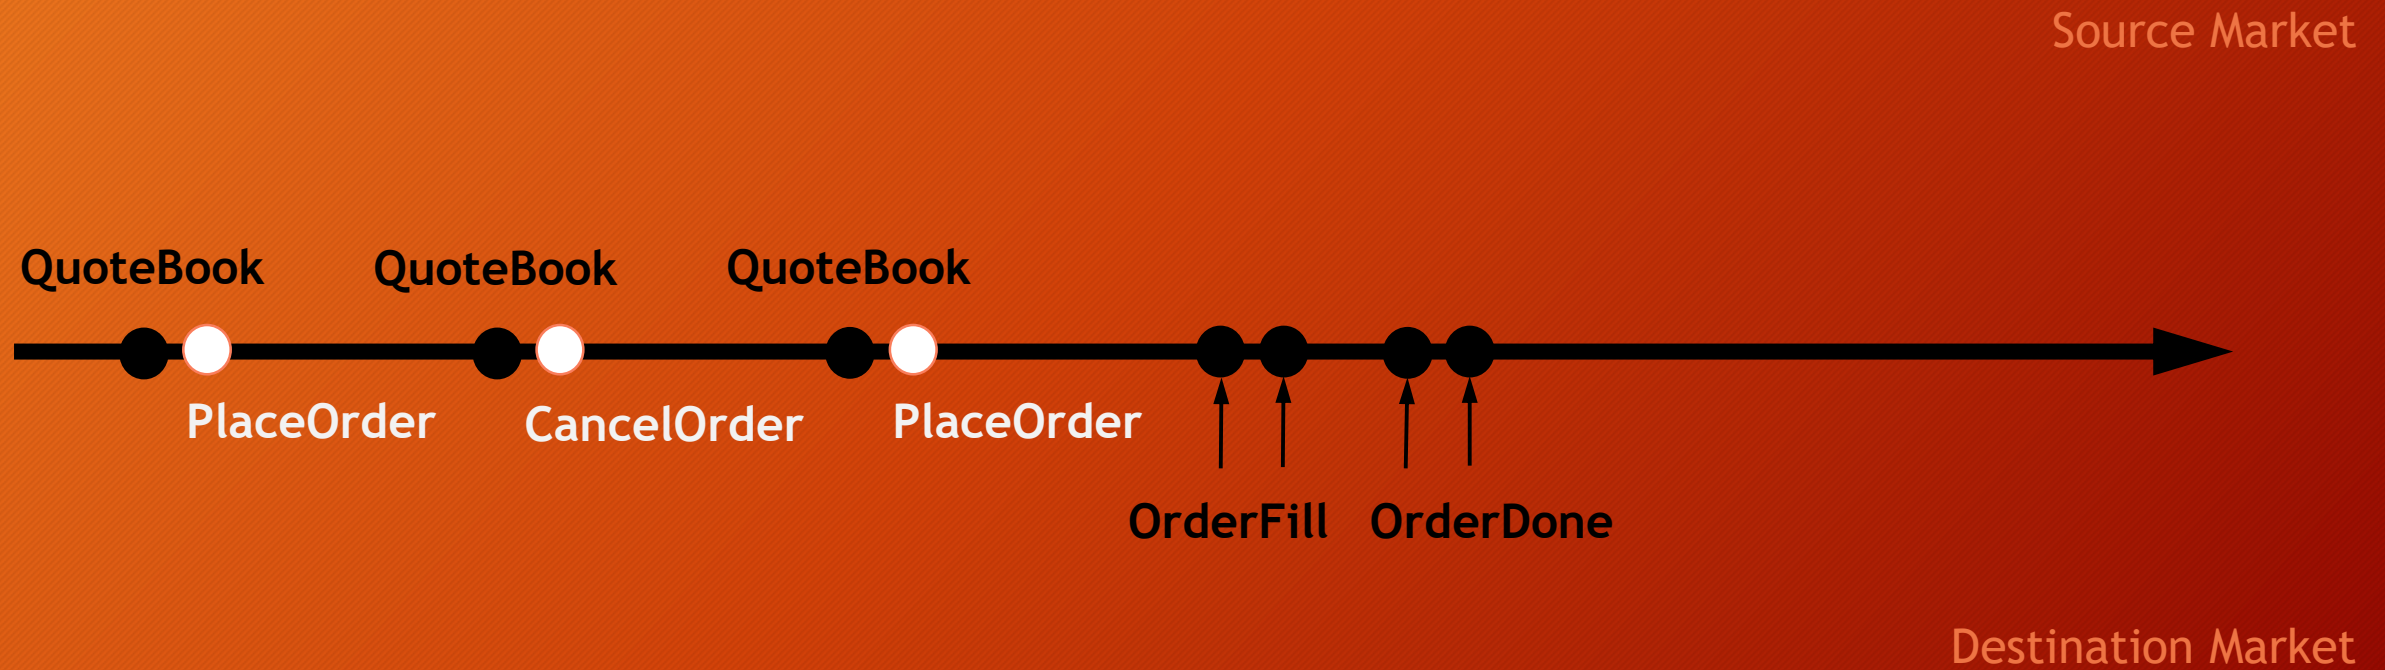 Source Market
QuoteBook
QuoteBook
QuoteBook
PlaceOrder
CancelOrder
PlaceOrder
OrderFill
OrderDone
Destination Market